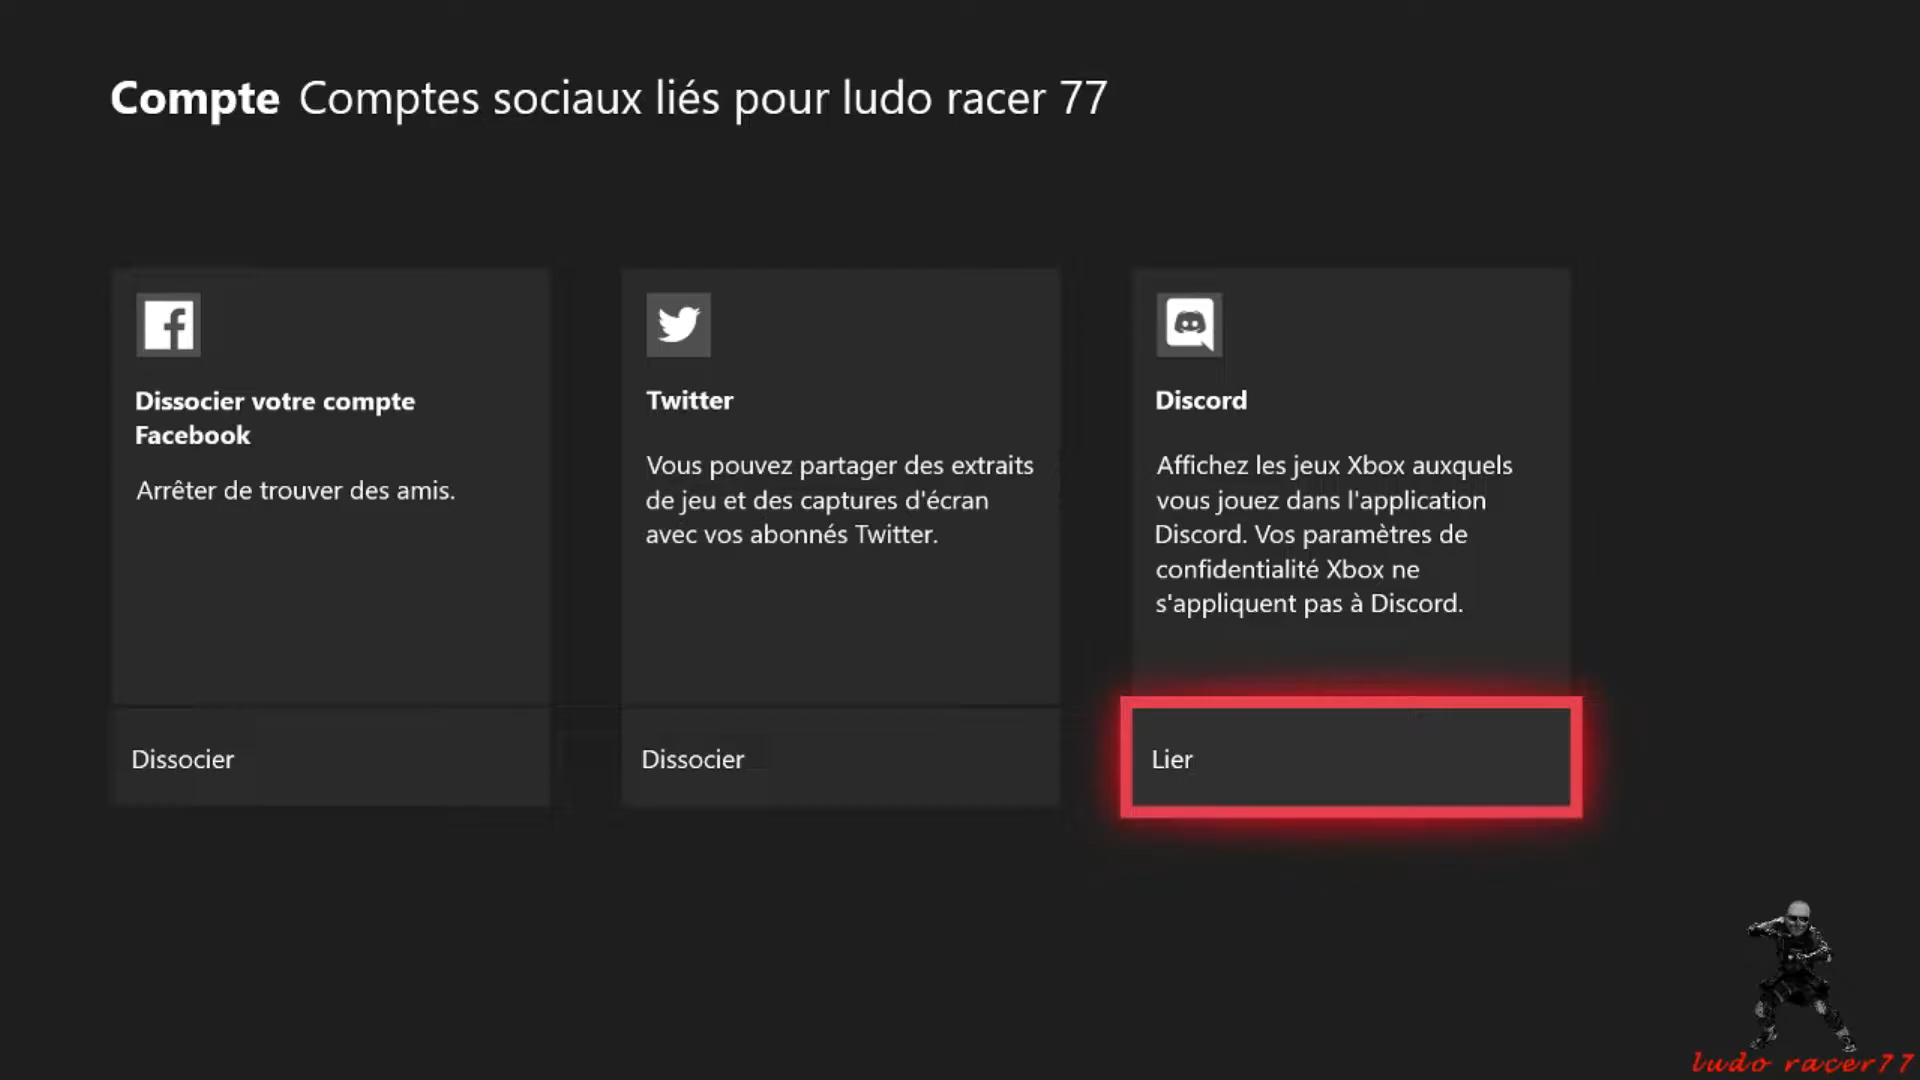 Compte Comptes sociaux liés pour ludo racer 77
Dissocier votre compte
Facebook
Arrêter de trouver des amis.
Dissocier
Twitter
Vous pouvez partager des extraits
de jeu et des captures d'écran
avec vos abonnés Twitter.
Dissocier
Discord
Affichez les jeux Xbox auxquels
vous jouez dans l'application
Discord. Vos paramètres de
confidentialité Xbox ne
s'appliquent pas à Discord.
Lier
ludo racer77